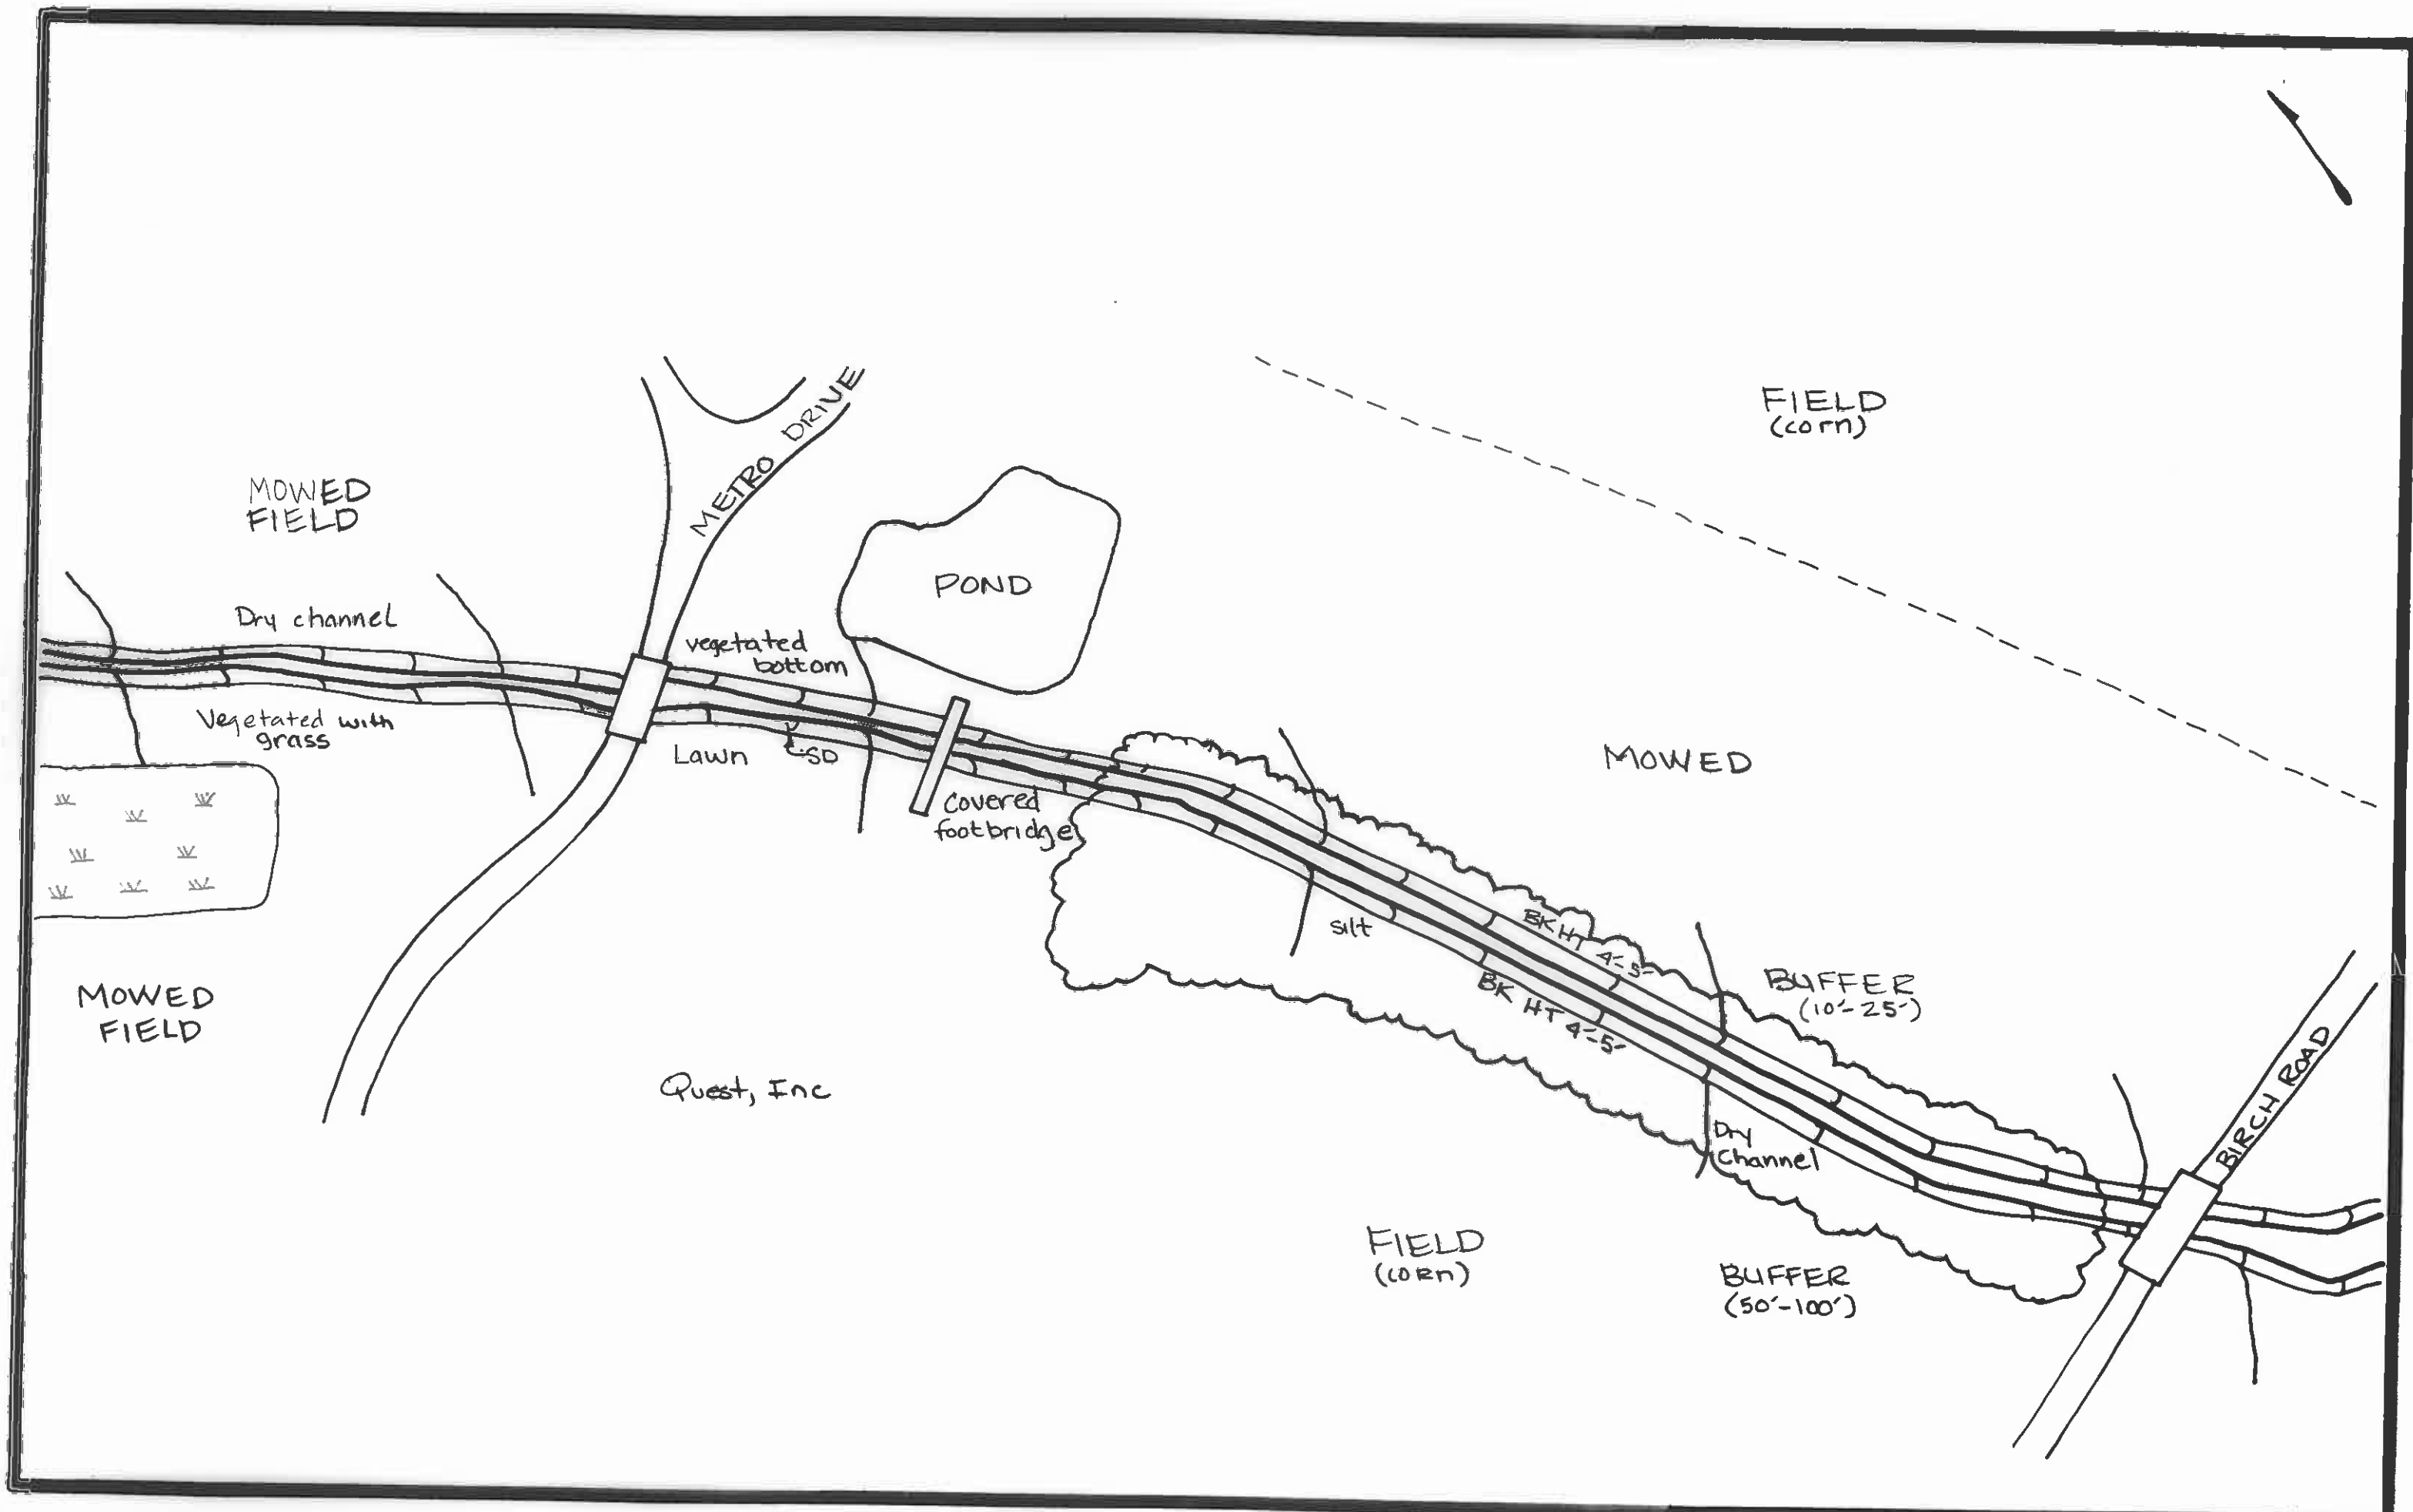 FIELD
(corn)
METRO DRIVE
MOWED
FIELD
POND
Dry channel
vegetated
bottom
Vegetated with
grass
Lawn
SD
Covered
footbridge
MOWED
silt
BK HT 4'-5'
BK HT 4'-5'
BUFFER
(10'-25')
MOWED
FIELD
Quest, Inc
BIRCH ROAD
Dry
Channel
FIELD
(corn)
BUFFER
(50'-100')